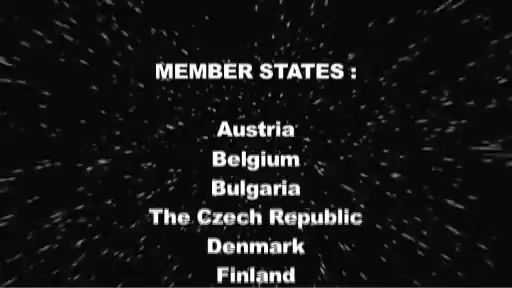 MEMBER STATES :
Austria
Belgium
Bulgaria
The Czech Republic
Denmark
Finland